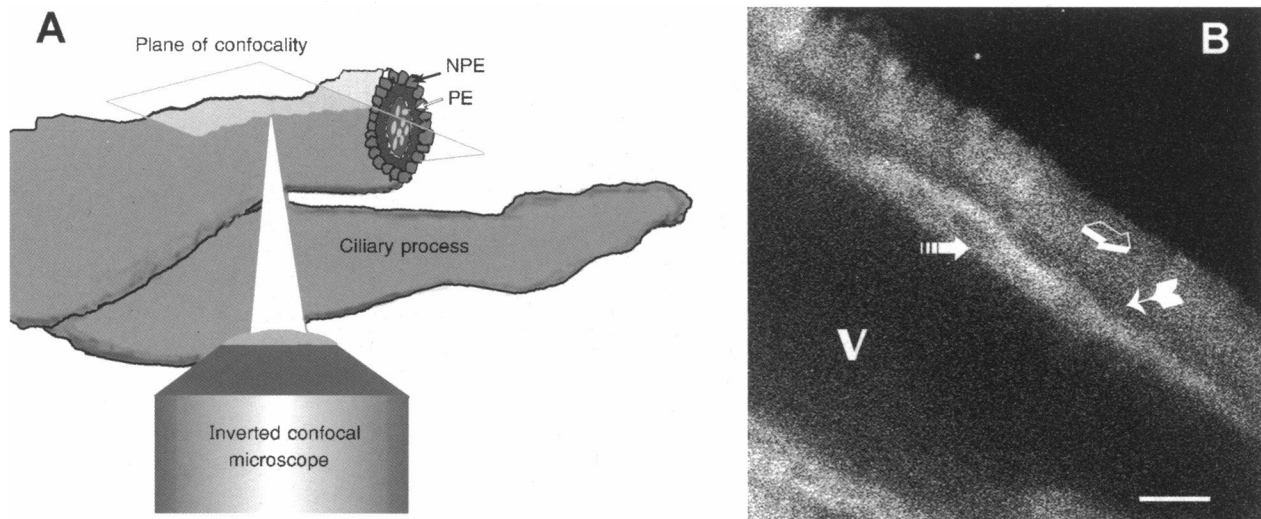 A
Plane of confocality
NPE
PE
Ciliary process
Inverted confocal
microscope
B
V